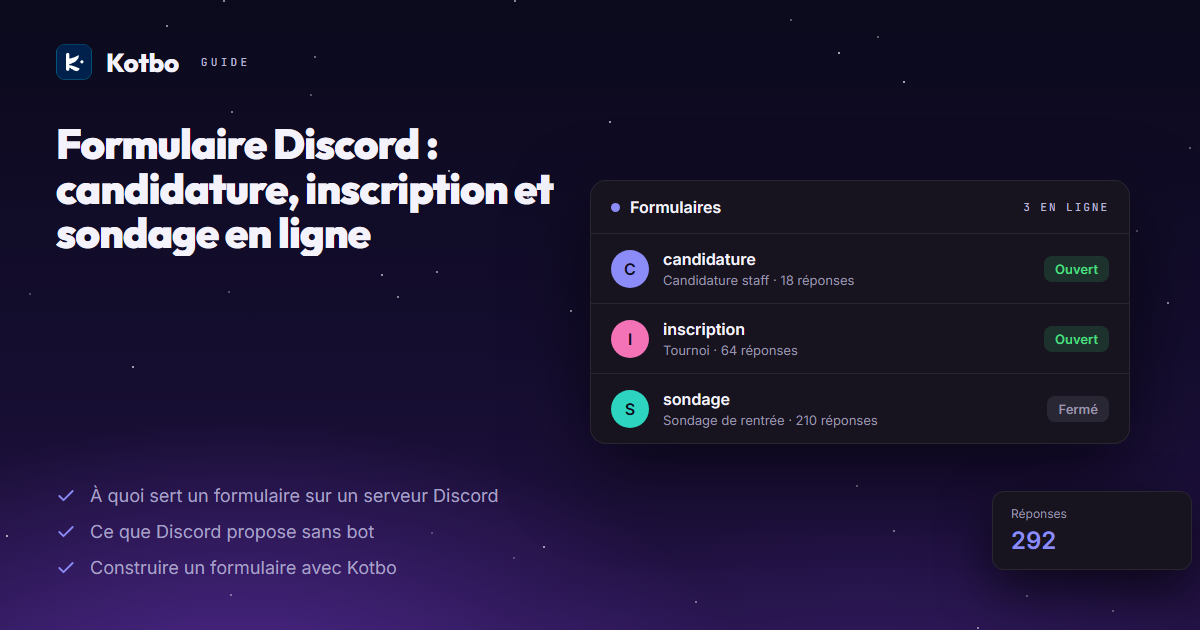 Kotbo GUIDE
Formulaire Discord :
candidature, inscription et
sondage en ligne
Formulaires 3 EN LIGNE
C candidature Ouvert
Candidature staff · 18 réponses
I inscription Ouvert
Tournoi · 64 réponses
S sondage Fermé
Sondage de rentrée · 210 réponses
À quoi sert un formulaire sur un serveur Discord
Ce que Discord propose sans bot
Construire un formulaire avec Kotbo
Réponses
292